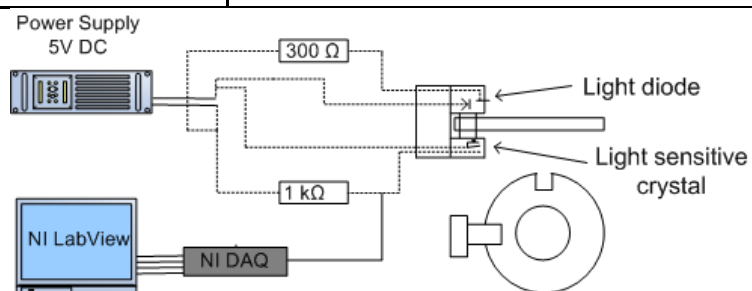 Power Supply
5V DC
300 Ω
Light diode
Light sensitive
crystal
1 kΩ
NI LabView
NI DAQ